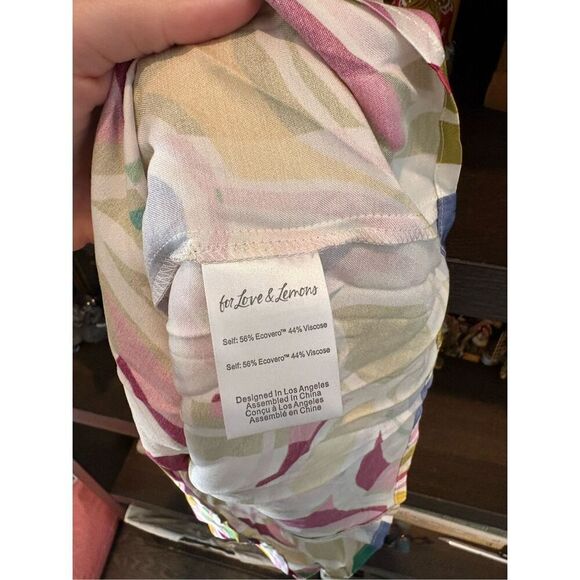 for Love & Lemons
Self: 56% Ecovero™ 44% Viscose
Self: 56% Ecovero™ 44% Viscose
Designed In Los Angeles
Assembled In China
Conçu à Los Angeles
Assemblé en Chine